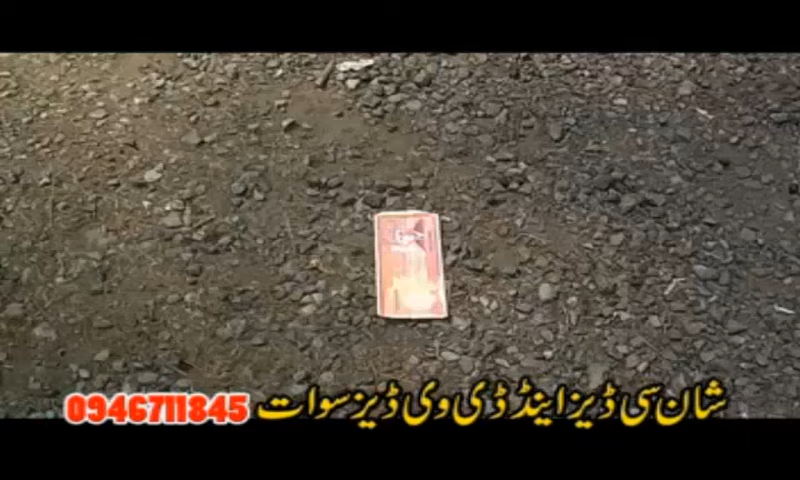 شان سی ڈیز اینڈ ڈی وی ڈیز سوات 0946711845